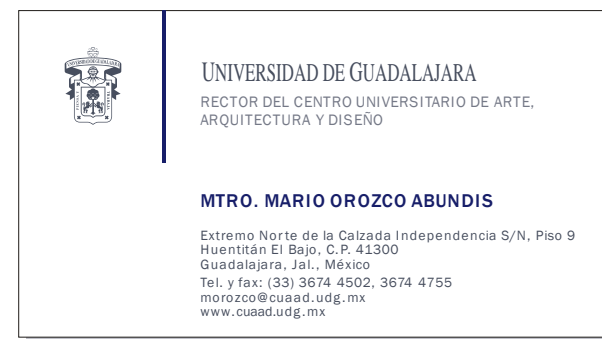 UNIVERSIDAD DE GUADALAJARA
RECTOR DEL CENTRO UNIVERSITARIO DE ARTE,
ARQUITECTURA Y DISEÑO
MTRO. MARIO OROZCO ABUNDIS
Extremo Norte de la Calzada Independencia S/N, Piso 9
Huentitán El Bajo, C.P. 41300
Guadalajara, Jal., México
Tel. y fax: (33) 3674 4502, 3674 4755
morozco@cuaad.udg.mx
www.cuaad.udg.mx